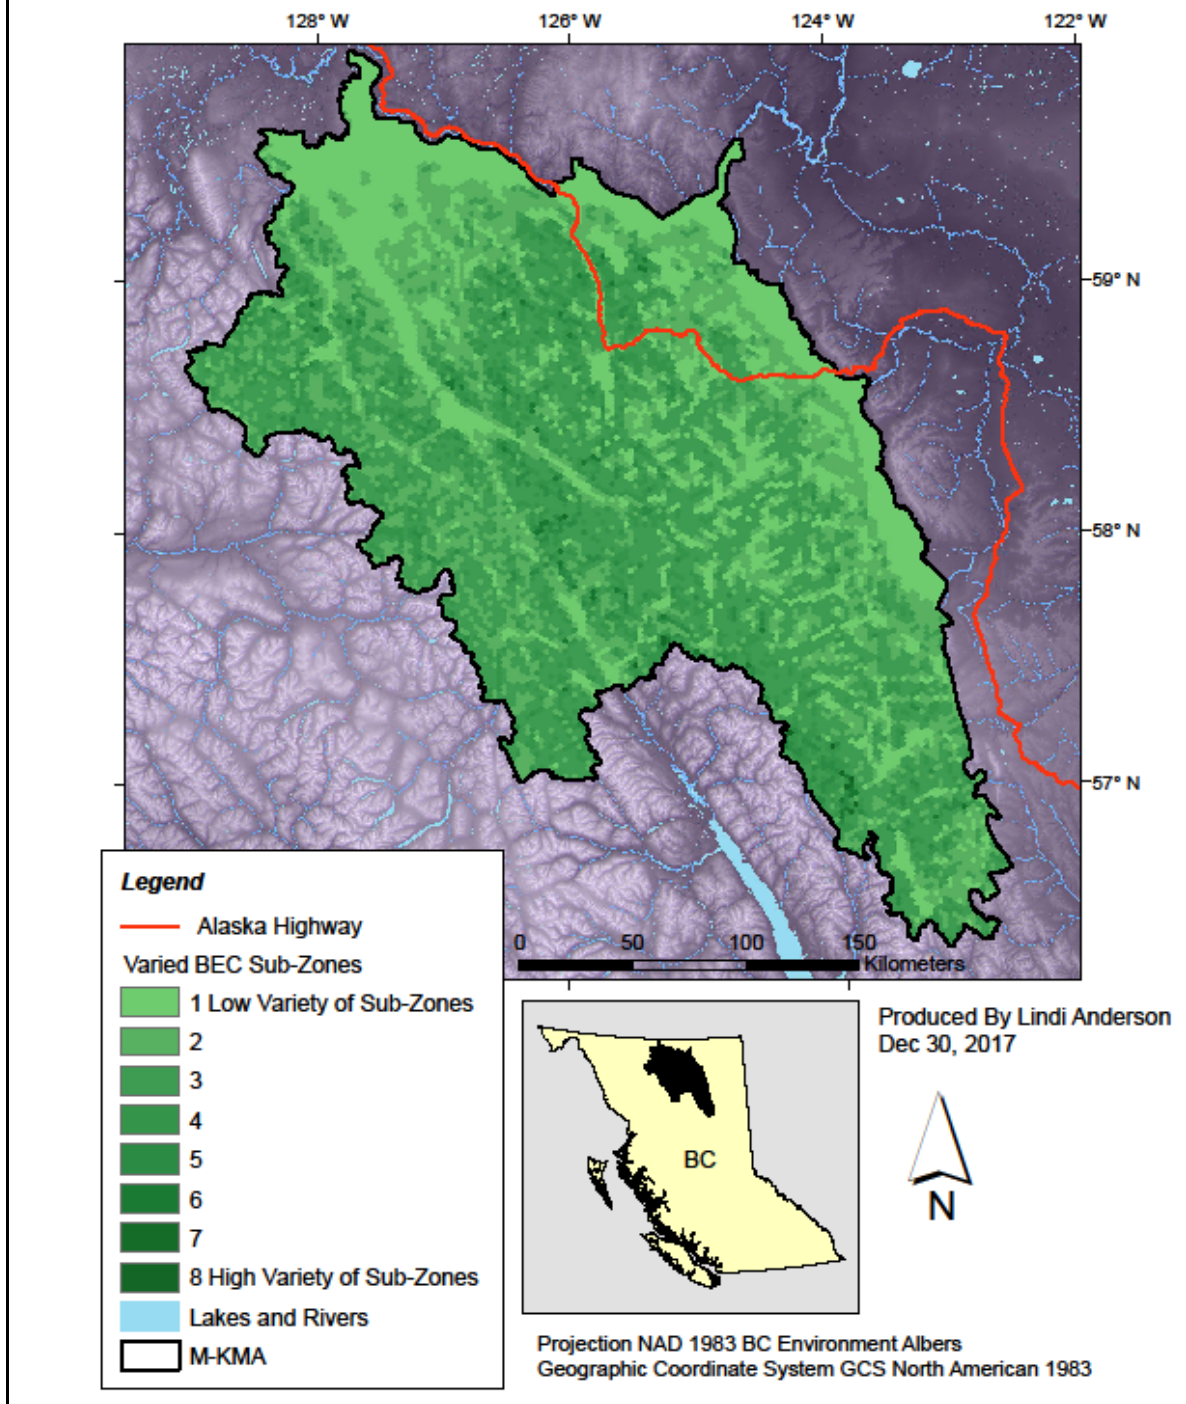 128° W
126° W
124° W
122° W
59° N
58° N
57° N
0
50
100
150
Kilometers
Legend
Alaska Highway
Varied BEC Sub-Zones
1 Low Variety of Sub-Zones
2
3
4
5
6
7
8 High Variety of Sub-Zones
Lakes and Rivers
M-KMA
BC
Produced By Lindi Anderson
Dec 30, 2017
N
Projection NAD 1983 BC Environment Albers
Geographic Coordinate System GCS North American 1983